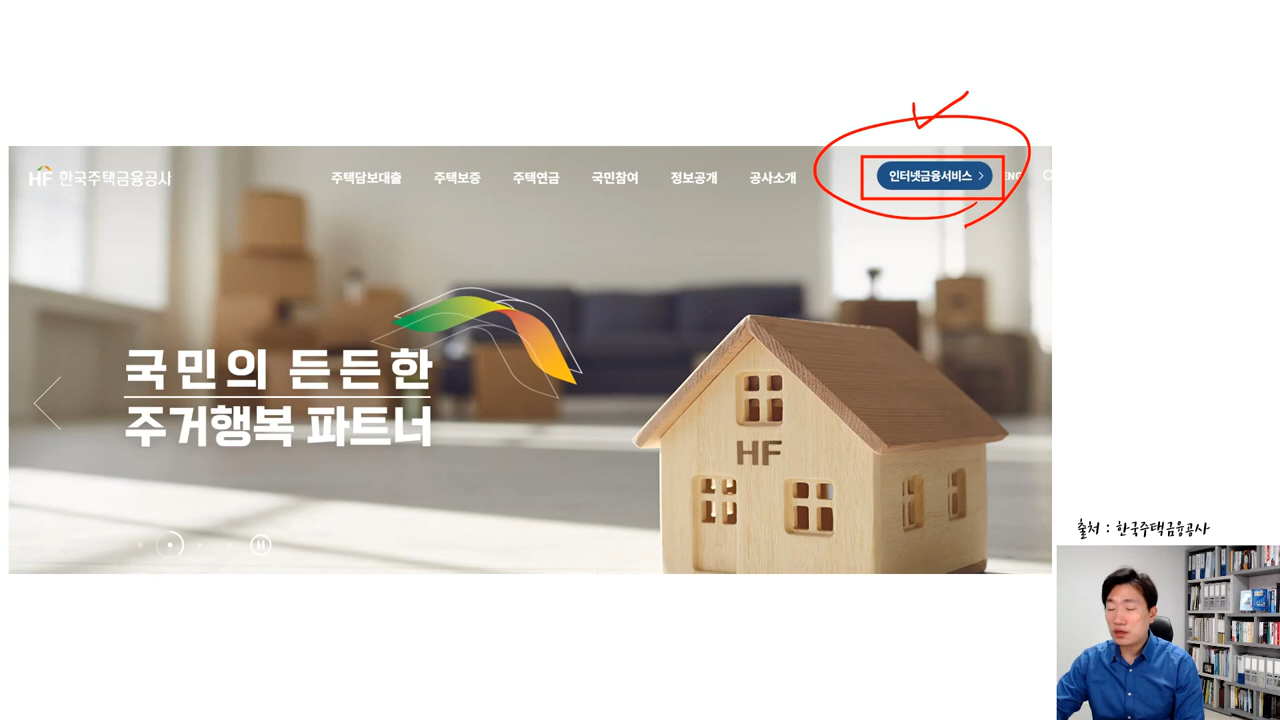 HF 한국주택금융공사
주택담보대출 주택보증 주택연금 국민참여 정보공개 공사소개 인터넷금융서비스 > ENG
국민의 든든한
주거행복 파트너
HF
출처 : 한국주택금융공사